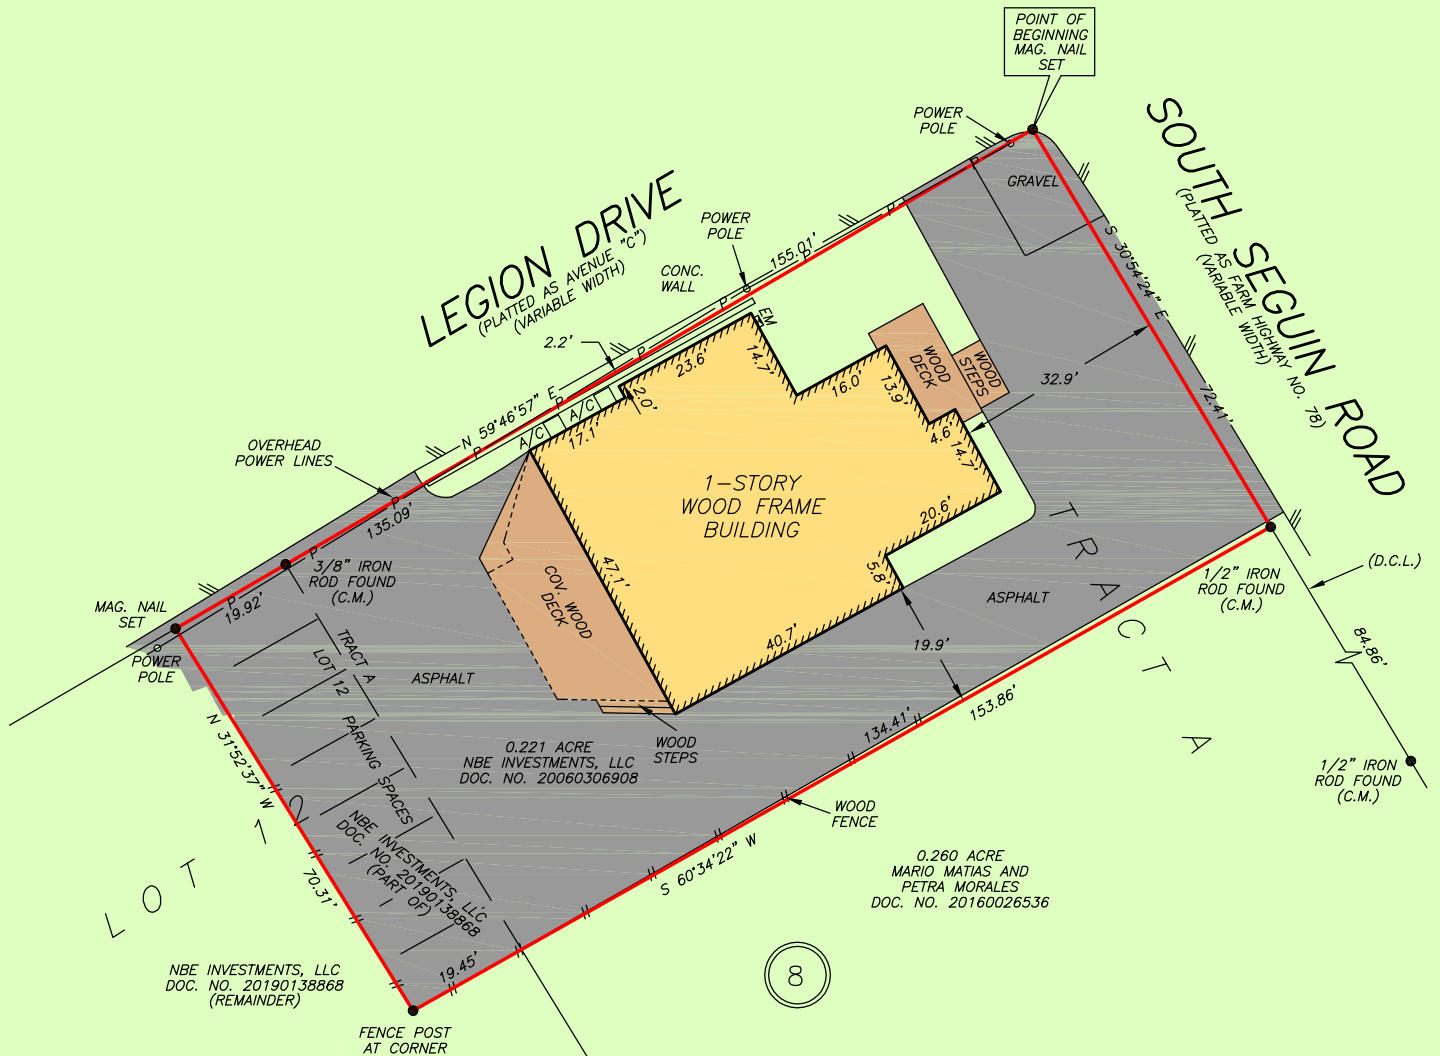 POINT OF
BEGINNING
MAG. NAIL
SET
POWER
POLE
GRAVEL
SOUTH SEGUIN ROAD
(PLATTED AS FARM HIGHWAY NO. 78)
(VARIABLE WIDTH)
LEGION DRIVE
(PLATTED AS AVENUE "C")
(VARIABLE WIDTH)
POWER
POLE
CONC.
WALL
155.01'
S 30°54'24" E
72.41'
EM
2.2'
23.6'
14.7'
16.0'
13.9'
WOOD
DECK
WOOD
STEPS
32.9'
2.0'
N 59°46'57" E
A/C
A/C
17.1'
4.6'
14.7'
OVERHEAD
POWER LINES
P
P
P
P
P
P
P
P
P
P
135.09'
1-STORY
WOOD FRAME
BUILDING
20.6'
5.8'
47.1'
40.7'
COV. WOOD
DECK
3/8" IRON
ROD FOUND
(C.M.)
19.92'
MAG. NAIL
SET
POWER
POLE
TRACT A
LOT 12
PARKING SPACES
ASPHALT
ASPHALT
TRACT A
1/2" IRON
ROD FOUND
(C.M.)
(D.C.L.)
84.86'
1/2" IRON
ROD FOUND
(C.M.)
19.9'
153.86'
134.41'
WOOD
STEPS
0.221 ACRE
NBE INVESTMENTS, LLC
DOC. NO. 20060306908
WOOD
FENCE
S 60°34'22" W
N 31°52'37" W
70.31'
NBE INVESTMENTS, LLC
DOC. NO. 20190138868
(PART OF)
LOT 12
0.260 ACRE
MARIO MATIAS AND
PETRA MORALES
DOC. NO. 20160026536
8
19.45'
NBE INVESTMENTS, LLC
DOC. NO. 20190138868
(REMAINDER)
FENCE POST
AT CORNER